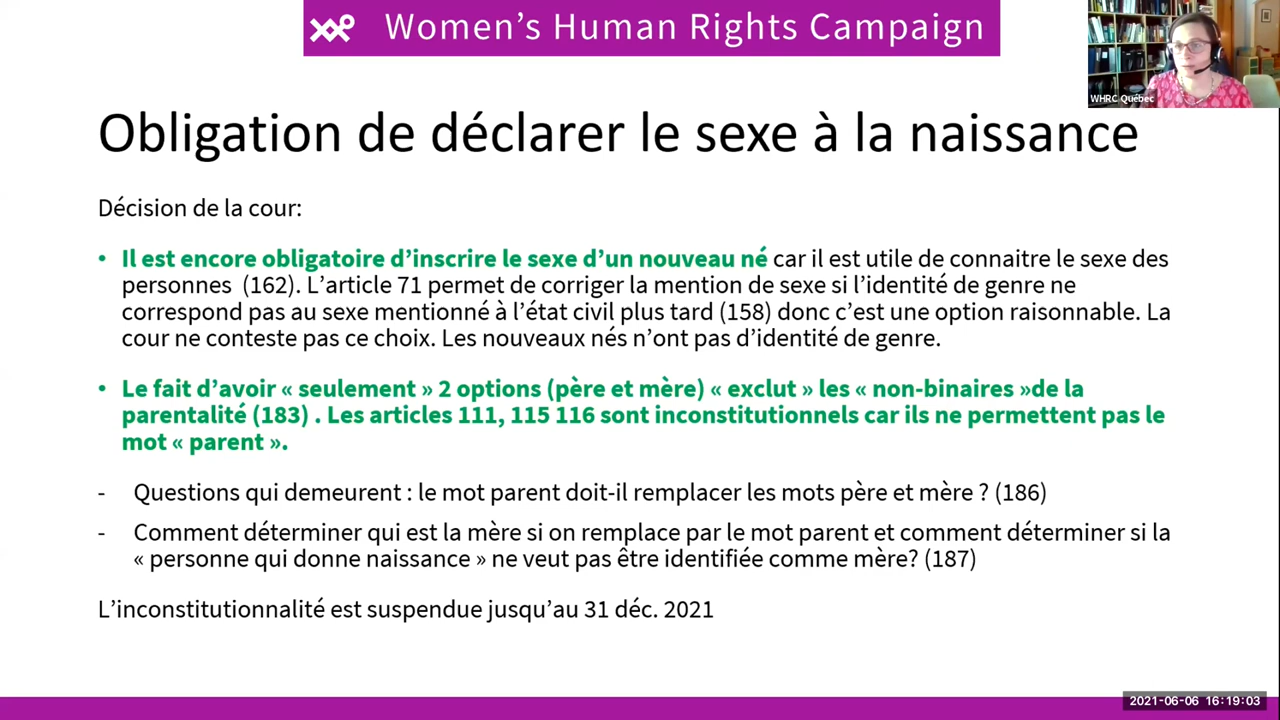 Women's Human Rights Campaign
WHRC Québec
Obligation de déclarer le sexe à la naissance
Décision de la cour:
• Il est encore obligatoire d'inscrire le sexe d'un nouveau né car il est utile de connaitre le sexe des
personnes (162). L'article 71 permet de corriger la mention de sexe si l'identité de genre ne
correspond pas au sexe mentionné à l'état civil plus tard (158) donc c'est une option raisonnable. La
cour ne conteste pas ce choix. Les nouveaux nés n'ont pas d'identité de genre.
• Le fait d'avoir « seulement » 2 options (père et mère) « exclut » les « non-binaires »de la
parentalité (183) . Les articles 111, 115 116 sont inconstitutionnels car ils ne permettent pas le
mot « parent ».
- Questions qui demeurent : le mot parent doit-il remplacer les mots père et mère ? (186)
- Comment déterminer qui est la mère si on remplace par le mot parent et comment déterminer si la
« personne qui donne naissance » ne veut pas être identifiée comme mère? (187)
L'inconstitutionnalité est suspendue jusqu'au 31 déc. 2021
2021-06-06 16:19:03